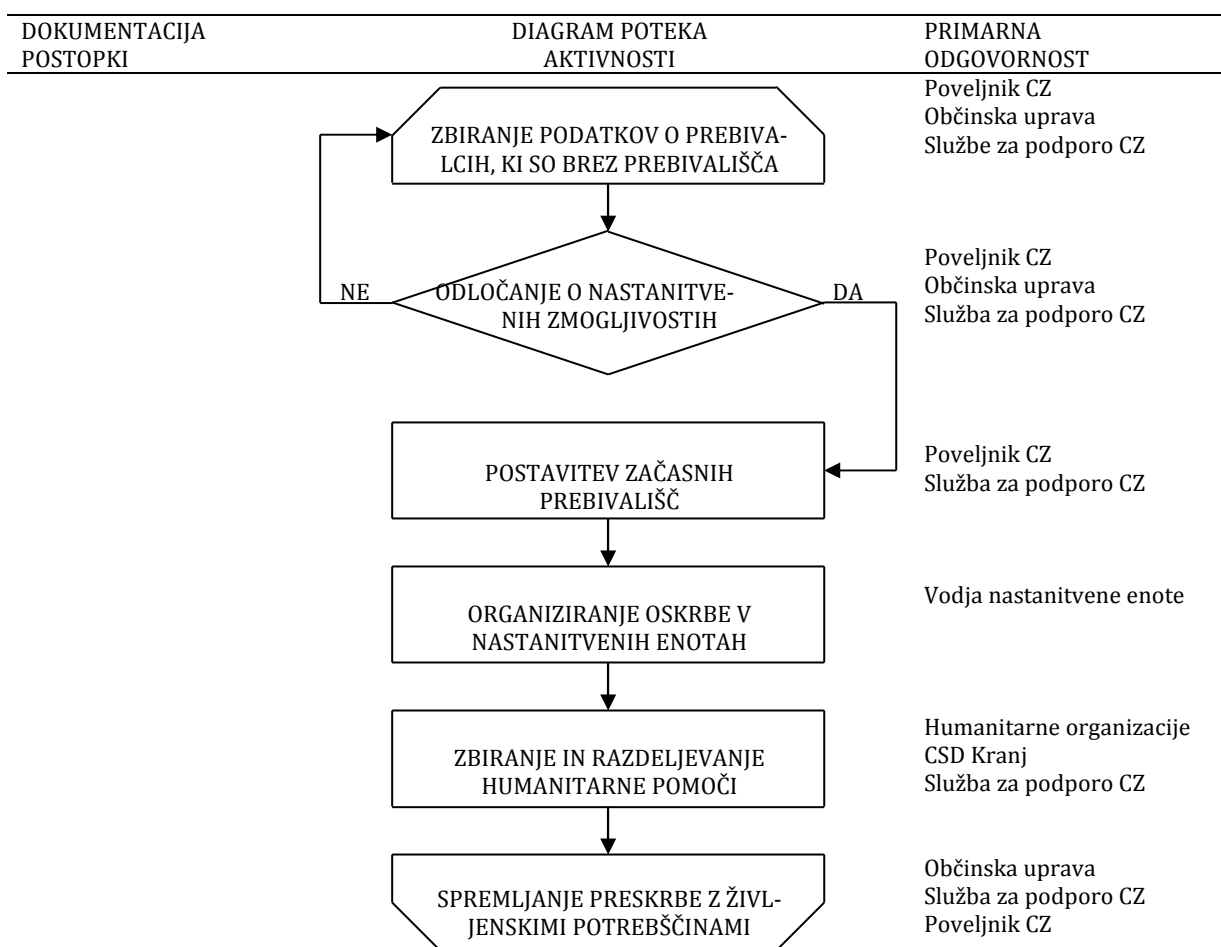 DOKUMENTACIJA
POSTOPKI
DIAGRAM POTEKA
AKTIVNOSTI
PRIMARNA
ODGOVORNOST
ZBIRANJE PODATKOV O PREBIVA-
LCIH, KI SO BREZ PREBIVALIŠČA
Poveljnik CZ
Občinska uprava
Službe za podporo CZ
NE
ODLOČANJE O NASTANITVE-
NIH ZMOGLJIVOSTIH
DA
Poveljnik CZ
Občinska uprava
Služba za podporo CZ
POSTAVITEV ZAČASNIH
PREBIVALIŠČ
Poveljnik CZ
Služba za podporo CZ
ORGANIZIRANJE OSKRBE V
NASTANITVENIH ENOTAH
Vodja nastanitvene enote
ZBIRANJE IN RAZDELJEVANJE
HUMANITARNE POMOČI
Humanitarne organizacije
CSD Kranj
Služba za podporo CZ
SPREMLJANJE PRESKRBE Z ŽIVL-
JENSKIMI POTREBŠČINAMI
Občinska uprava
Služba za podporo CZ
Poveljnik CZ